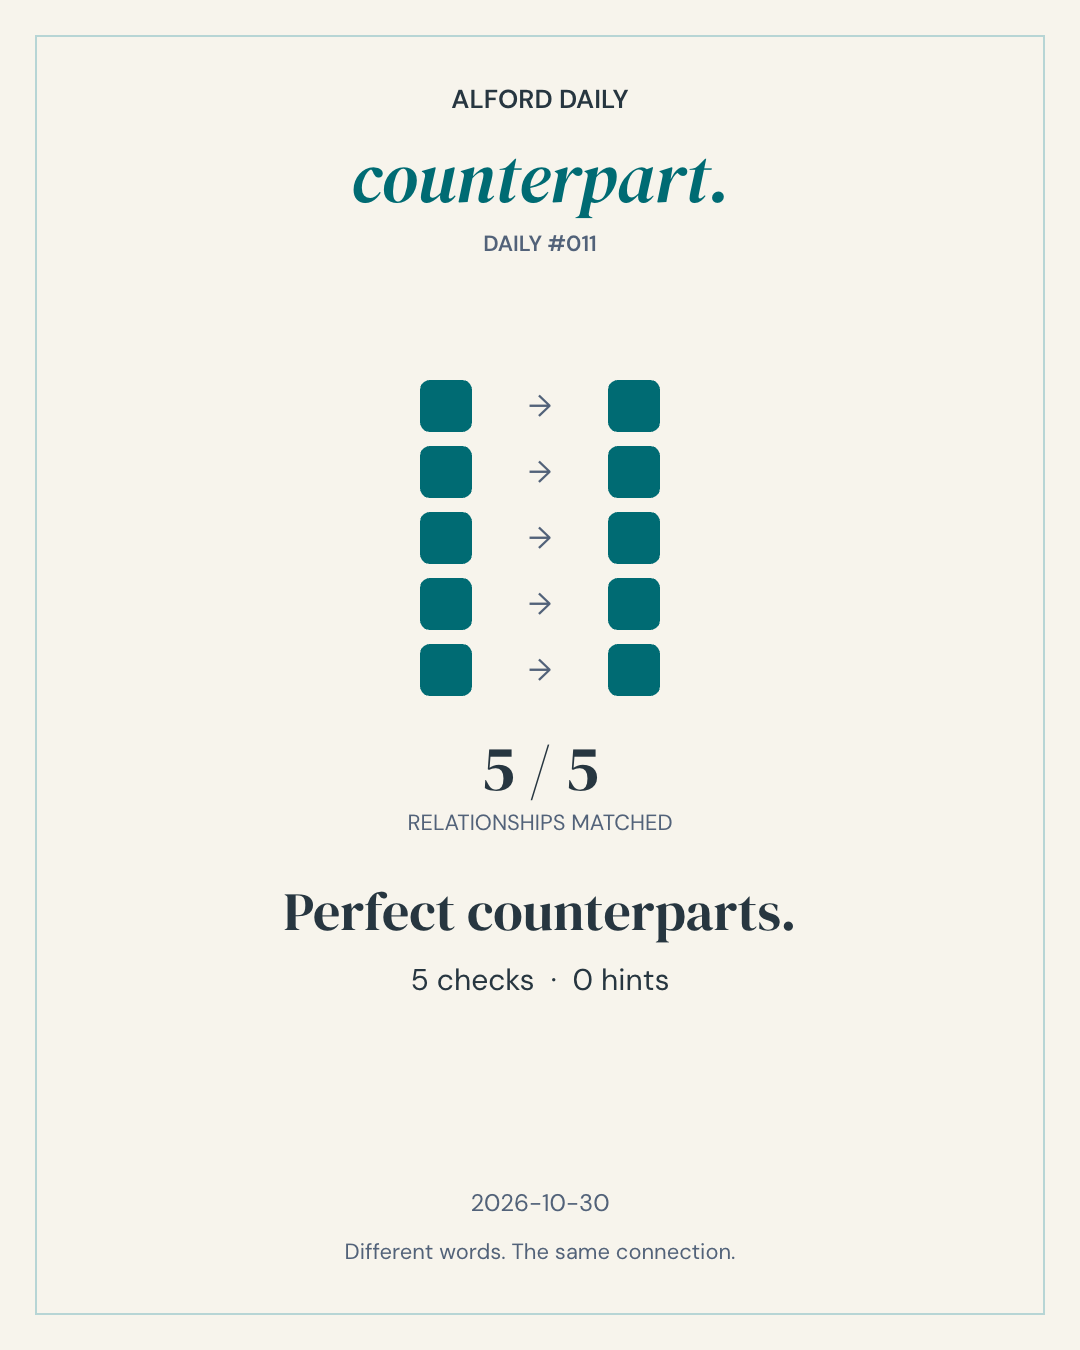 ALFORD DAILY
counterpart.
DAILY #011
→
→
→
→
→
5 / 5
RELATIONSHIPS MATCHED
Perfect counterparts.
5 checks · 0 hints
2026-10-30
Different words. The same connection.